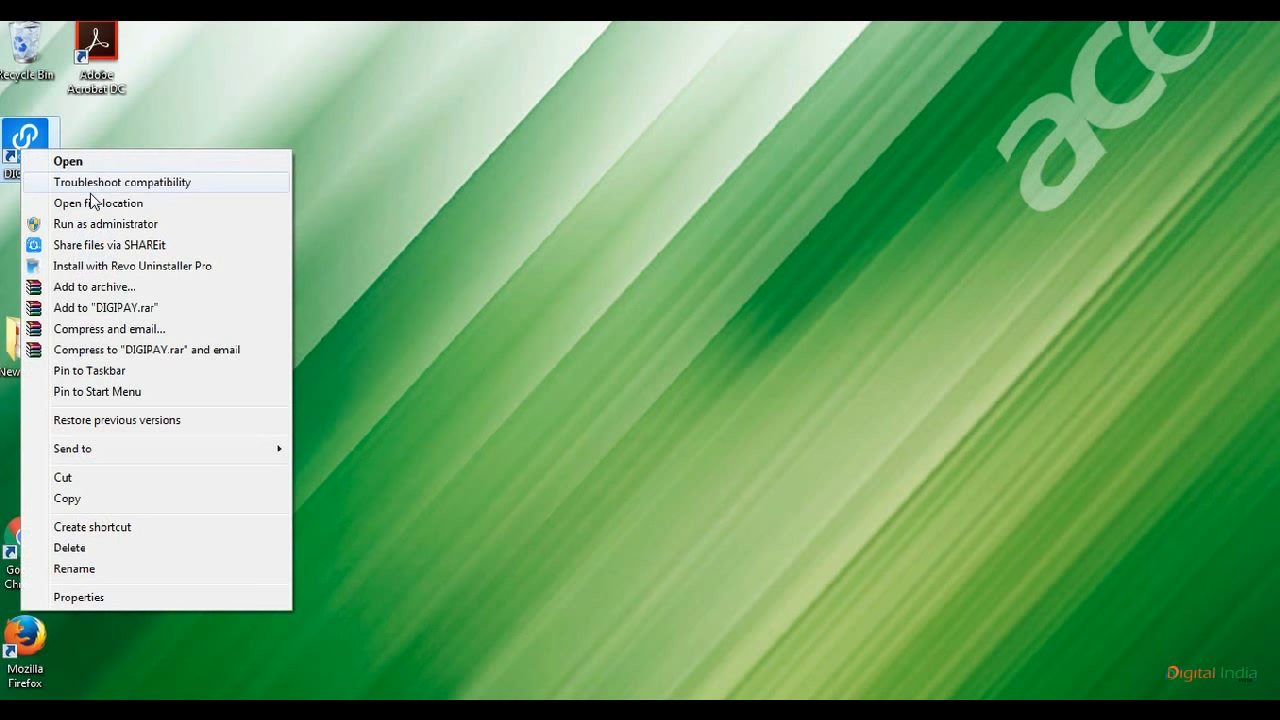 Recycle Bin
Adobe
Acrobat DC
acer
Open
Troubleshoot compatibility
Open file location
Run as administrator
Share files via SHAREit
Install with Revo Uninstaller Pro
Add to archive...
Add to "DIGIPAY.rar"
Compress and email...
Compress to "DIGIPAY.rar" and email
Pin to Taskbar
Pin to Start Menu
Restore previous versions
Send to
Cut
Copy
Create shortcut
Delete
Rename
Properties
Mozilla
Firefox
Digital India